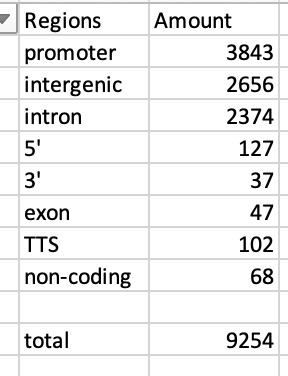 Regions Amount
promoter 3843
intergenic 2656
intron 2374
5' 127
3' 37
exon 47
TTS 102
non-coding 68
total 9254